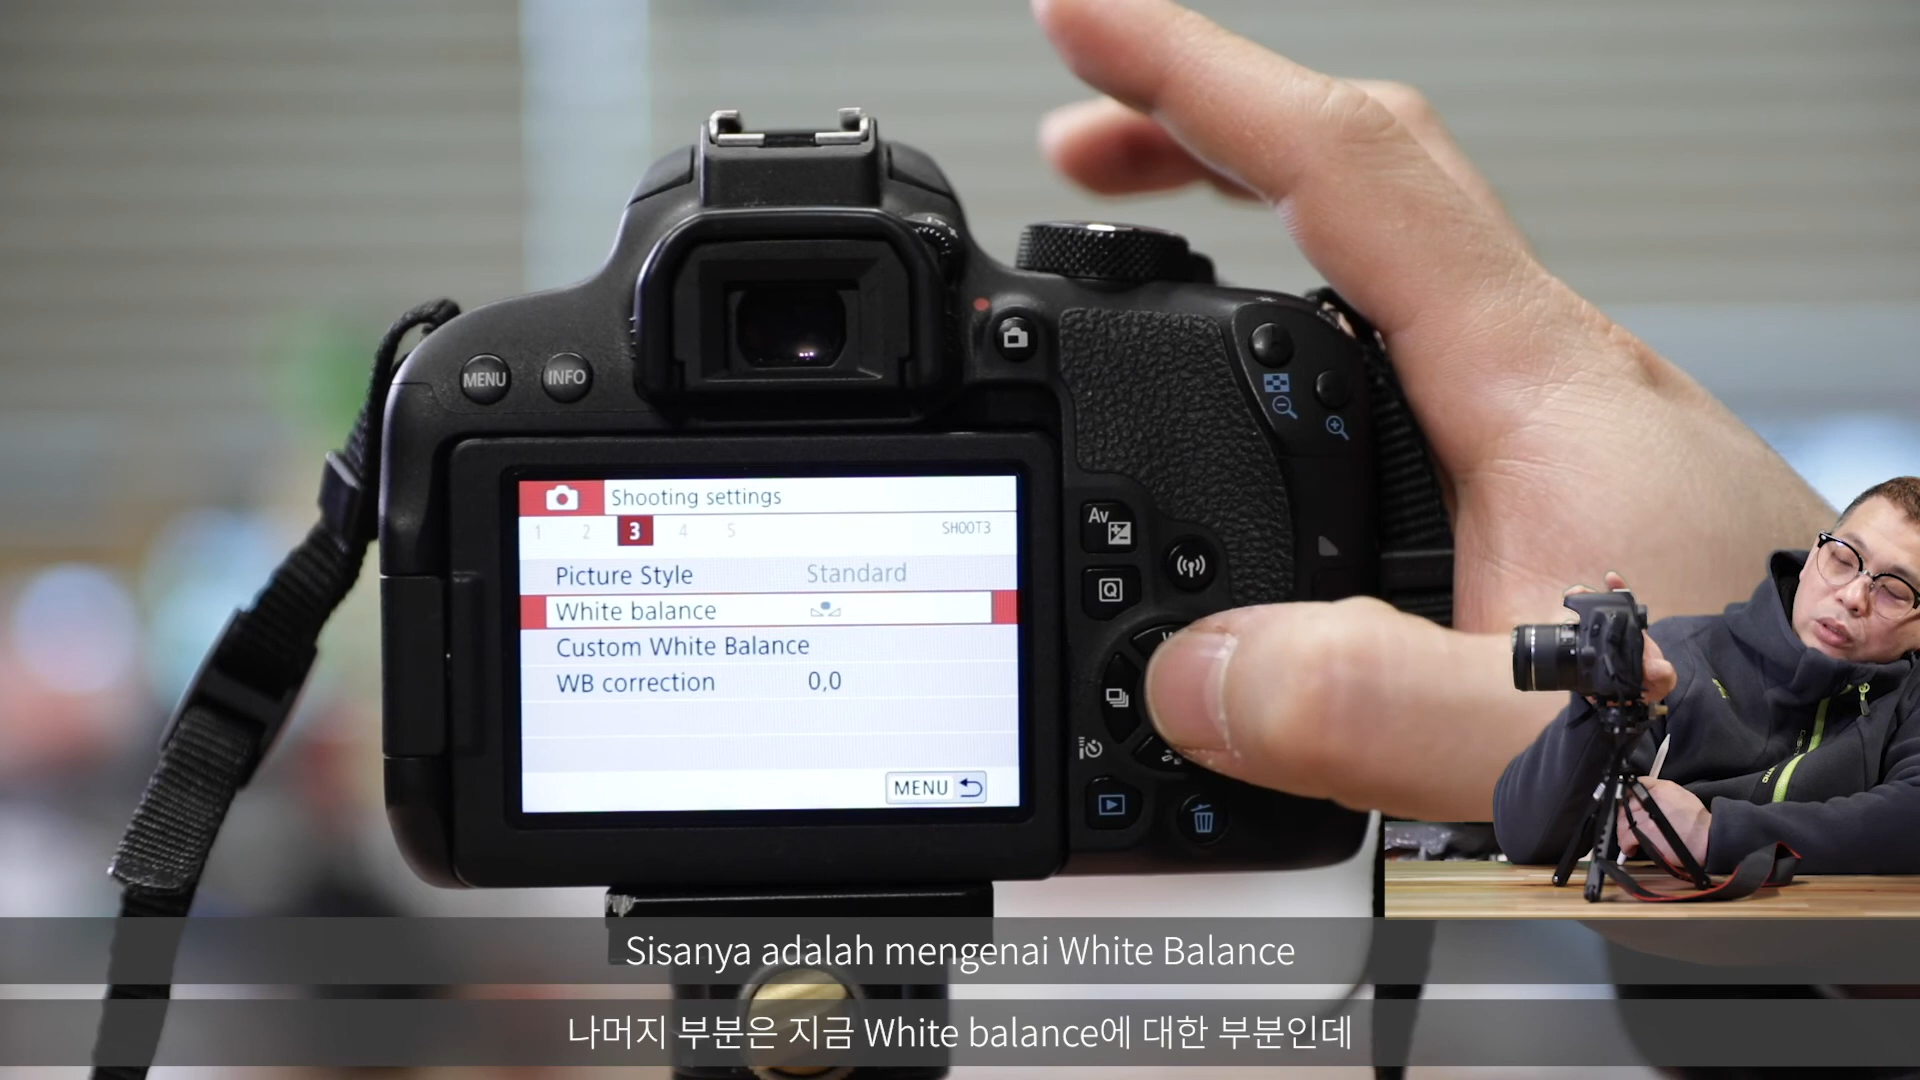 MENU
INFO
Shooting settings
1 2 3 4 5 SHOOT3
Picture Style Standard
White balance
Custom White Balance
WB correction 0,0
MENU
Av
Q
Sisanya adalah mengenai White Balance
나머지 부분은 지금 White balance에 대한 부분인데